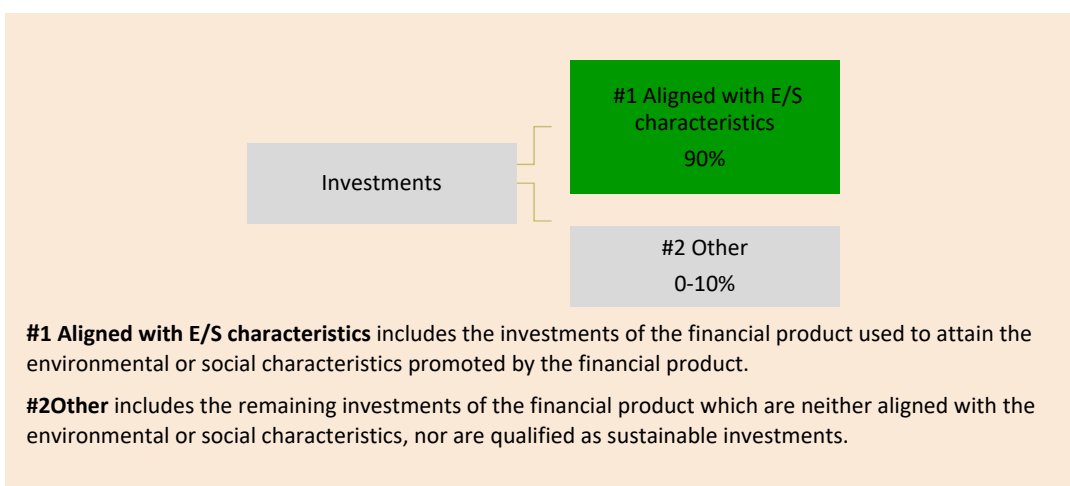 #1 Aligned with E/S
characteristics
90%
Investments
#2 Other
0-10%
#1 Aligned with E/S characteristics includes the investments of the financial product used to attain the
environmental or social characteristics promoted by the financial product.
#2Other includes the remaining investments of the financial product which are neither aligned with the
environmental or social characteristics, nor are qualified as sustainable investments.